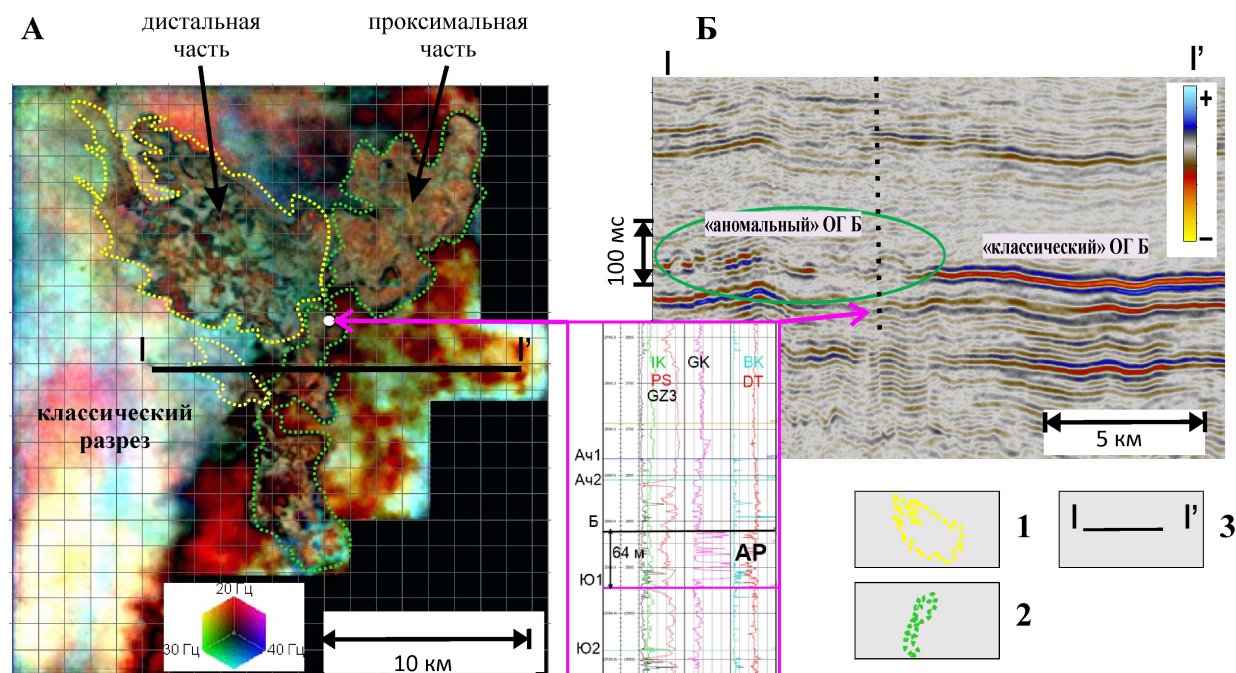 А
дистальная
часть
проксимальная
часть
I
I’
классический
разрез
20 Гц
30 Гц
40 Гц
10 км
Б
I
I’
+
−
«аномальный» ОГ Б
«классический» ОГ Б
100 мс
5 км
IK
PS
GZ3
GK
BK
DT
Ач1
Ач2
Б
64 м
АР
Ю1
Ю2
1
2
I
I’
3